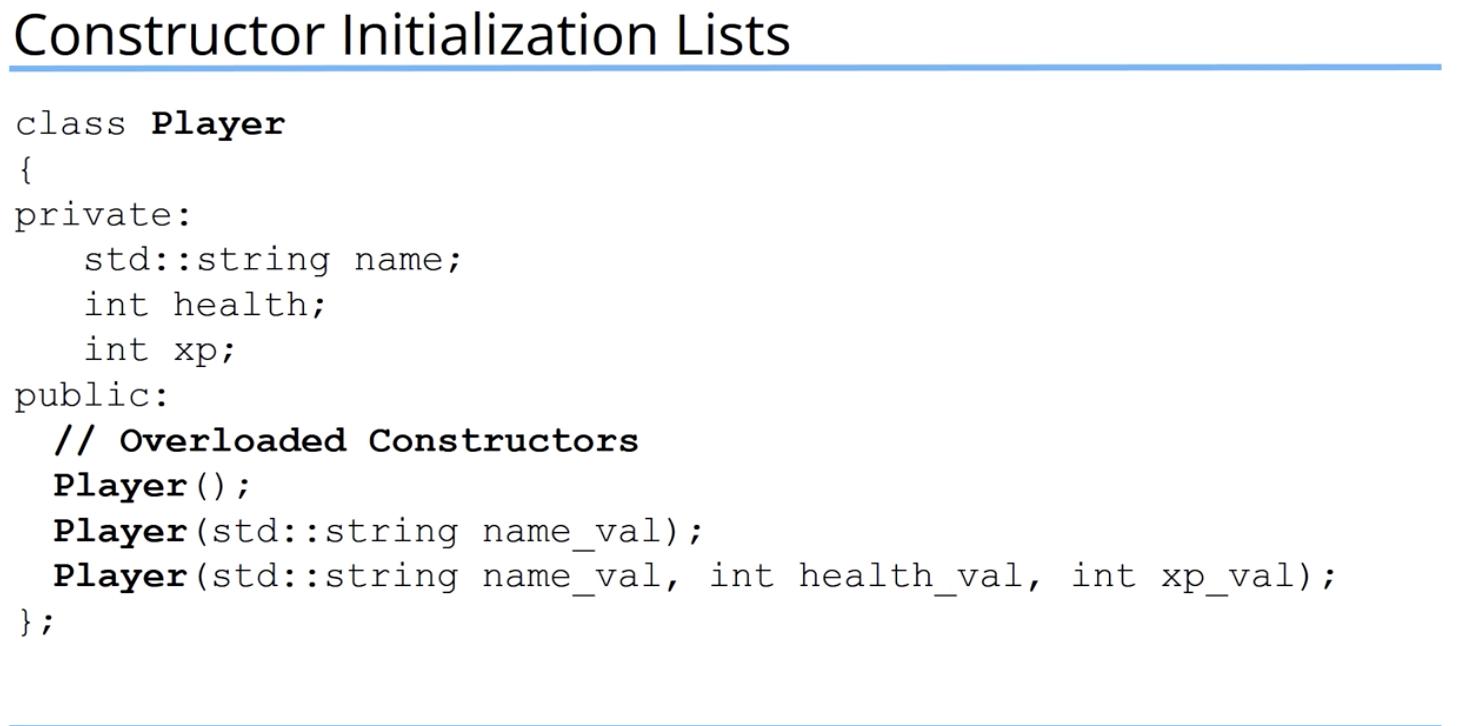 Constructor Initialization Lists
class Player
{
private:
   std::string name;
   int health;
   int xp;
public:
  // Overloaded Constructors
  Player();
  Player(std::string name_val);
  Player(std::string name_val, int health_val, int xp_val);
};